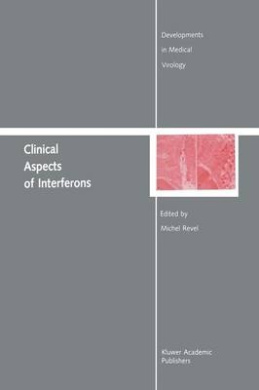 Developments
in Medical
Virology
Clinical
Aspects
of Interferons
Edited by
Michel Revel
Kluwer Academic
Publishers